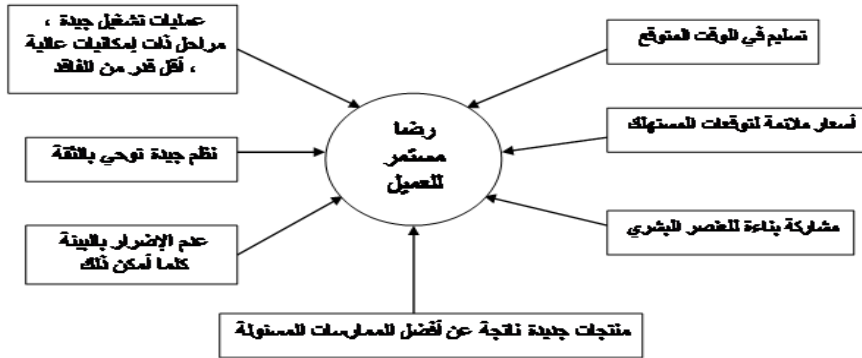 عمليات تشغيل جيدة ،
مراحل ذات إمكانيات عالية
، أقل قدر من الفاقد
تسليم في الوقت المتوقع
رضا
مستمر
للعميل
أسعار ملائمة لتوقعات المستهلك
نظم جيدة توحي بالثقة
مشاركة بناءة للعنصر البشري
عدم الإضرار بالبيئة
كلما أمكن ذلك
منتجات جديدة ناتجة عن أفضل الممارسات المسئولة